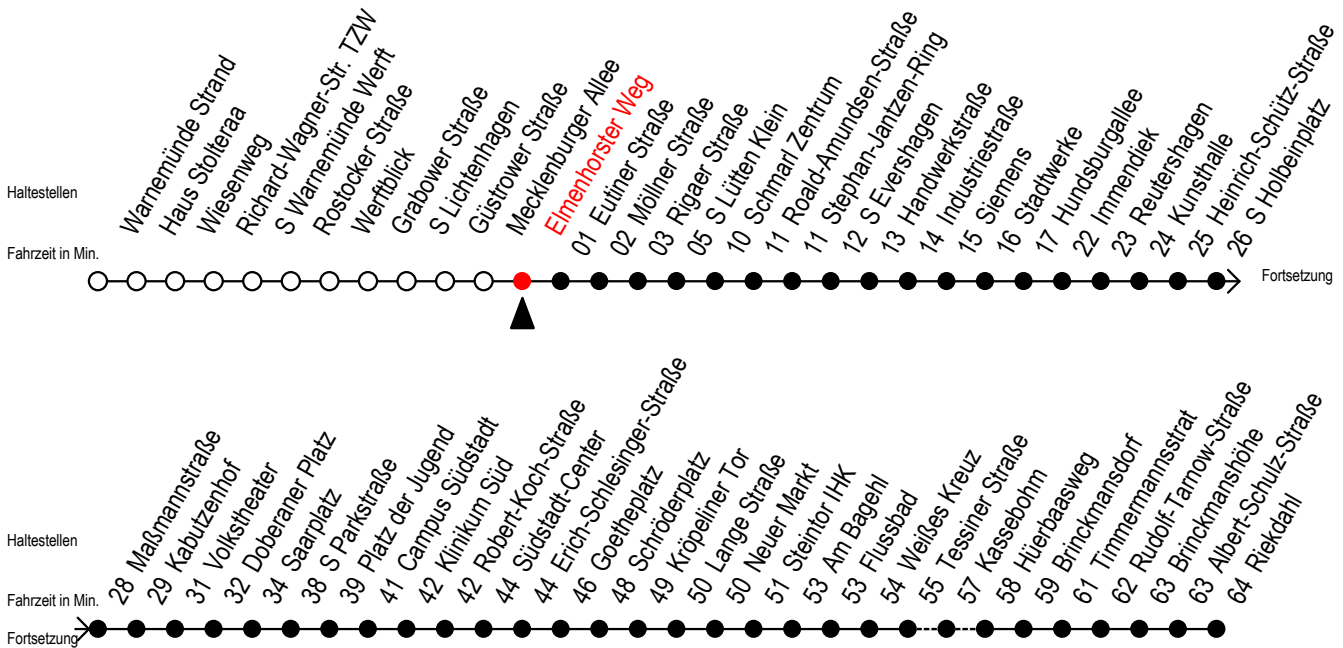 Haltestellen
Warnemünde Strand
Haus Stolteraa
Wiesenweg
Richard-Wagner-Str. TZW
S Warnemünde Werft
Rostocker Straße
Werftblick
Grabower Straße
S Lichtenhagen
Güstrower Straße
Mecklenburger Allee
Elmenhorster Weg
01 Eutiner Straße
02 Möllner Straße
03 Rigaer Straße
05 S Lütten Klein
10 Schmarl Zentrum
11 Roald-Amundsen-Straße
11 Stephan-Jantzen-Ring
12 S Evershagen
13 Handwerkstraße
14 Industriestraße
15 Siemens
16 Stadtwerke
17 Hundsburgallee
22 Immendiek
23 Reutershagen
24 Kunsthalle
25 Heinrich-Schütz-Straße
26 S Holbeinplatz
Fahrzeit in Min.
Fortsetzung
Haltestellen
28 Maßmannstraße
29 Kabutzenhof
31 Volkstheater
32 Doberaner Platz
34 Saarplatz
38 S Parkstraße
39 Platz der Jugend
41 Campus Südstadt
42 Klinikum Süd
42 Robert-Koch-Straße
44 Südstadt-Center
44 Erich-Schlesinger-Straße
46 Goetheplatz
48 Schröderplatz
49 Kröpeliner Tor
50 Lange Straße
50 Neuer Markt
51 Steintor IHK
53 Am Bagehl
53 Flussbad
54 Weißes Kreuz
55 Tessiner Straße
57 Kassebohm
58 Hüerbaasweg
59 Brinckmansdorf
61 Timmermannsstrat
62 Rudolf-Tarnow-Straße
63 Brinckmanshöhe
63 Albert-Schulz-Straße
64 Riekdahl
Fahrzeit in Min.
Fortsetzung